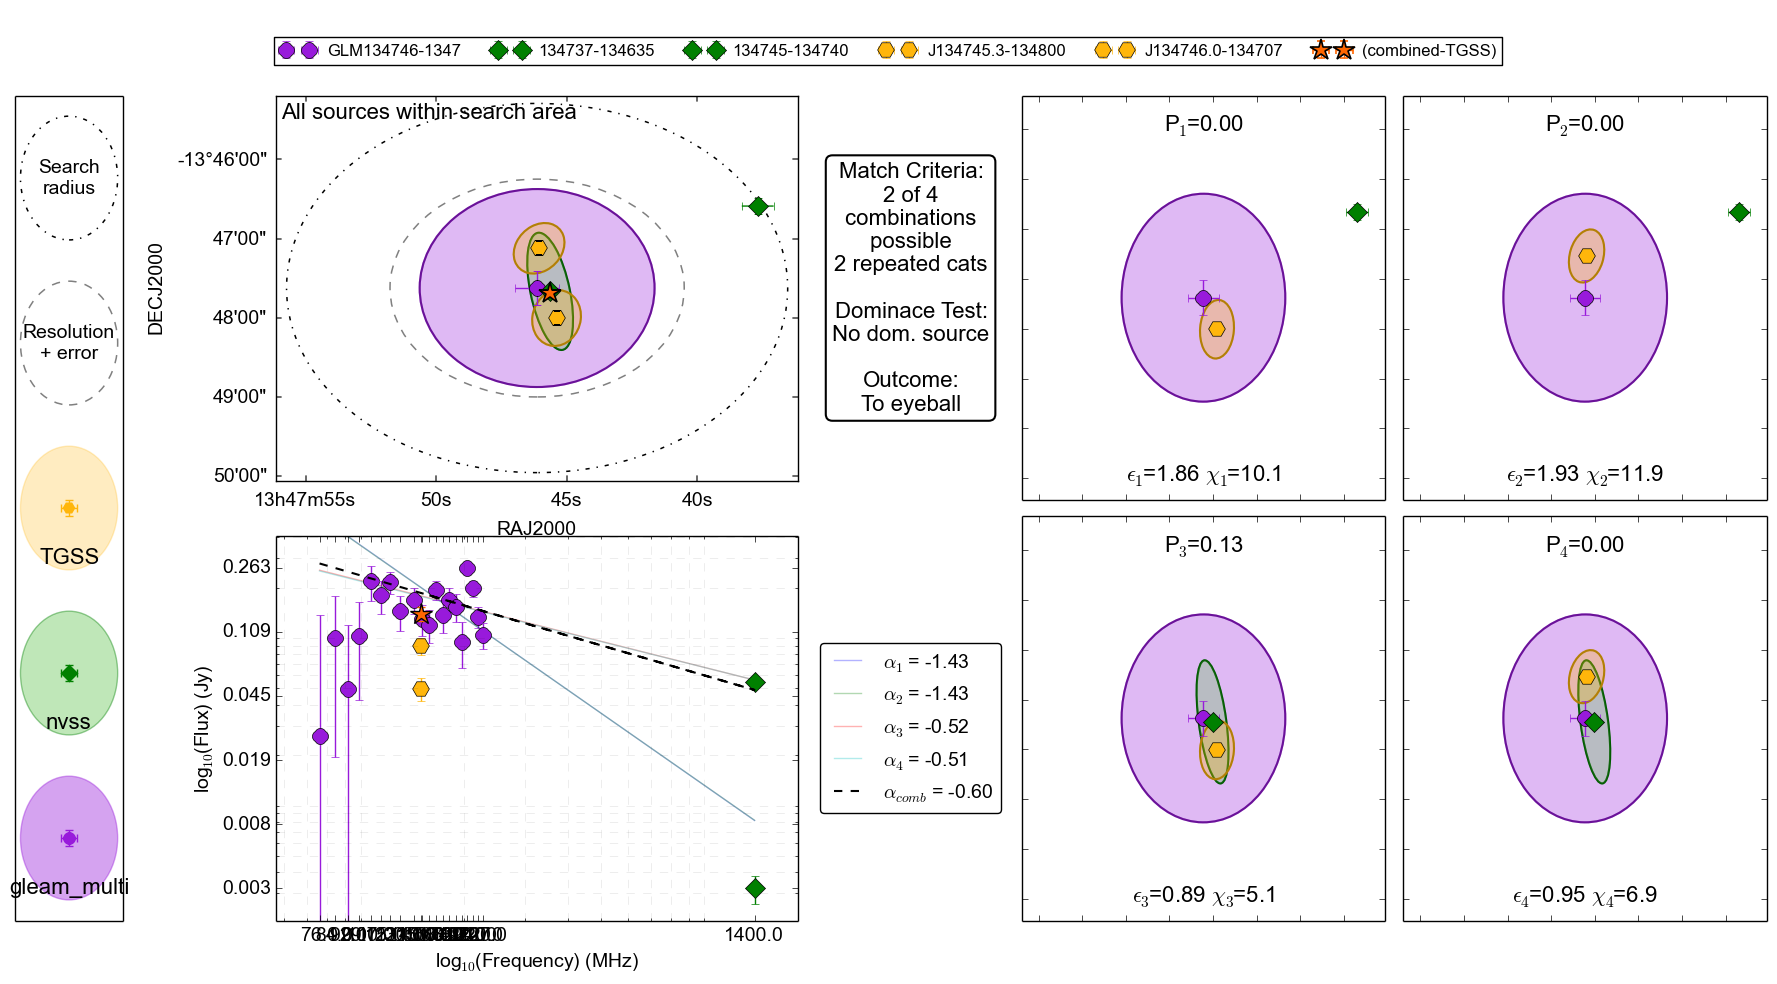 GLM134746-1347 134737-134635 134745-134740 J134745.3-134800 J134746.0-134707 (combined-TGSS)
Search
radius
Resolution
+ error
TGSS
nvss
gleam_multi
All sources within search area
-13°46'00"
47'00"
48'00"
49'00"
50'00"
DECJ2000
13h47m55s 50s 45s 40s
RAJ2000
Match Criteria:
2 of 4
combinations
possible
2 repeated cats
Dominace Test:
No dom. source
Outcome:
To eyeball
P1=0.00
ϵ1=1.86 χ1=10.1
P2=0.00
ϵ2=1.93 χ2=11.9
0.263
0.109
0.045
0.019
0.008
0.003
log10(Flux) (Jy)
1400.0
log10(Frequency) (MHz)
α1 = -1.43
α2 = -1.43
α3 = -0.52
α4 = -0.51
αcomb = -0.60
P3=0.13
ϵ3=0.89 χ3=5.1
P4=0.00
ϵ4=0.95 χ4=6.9